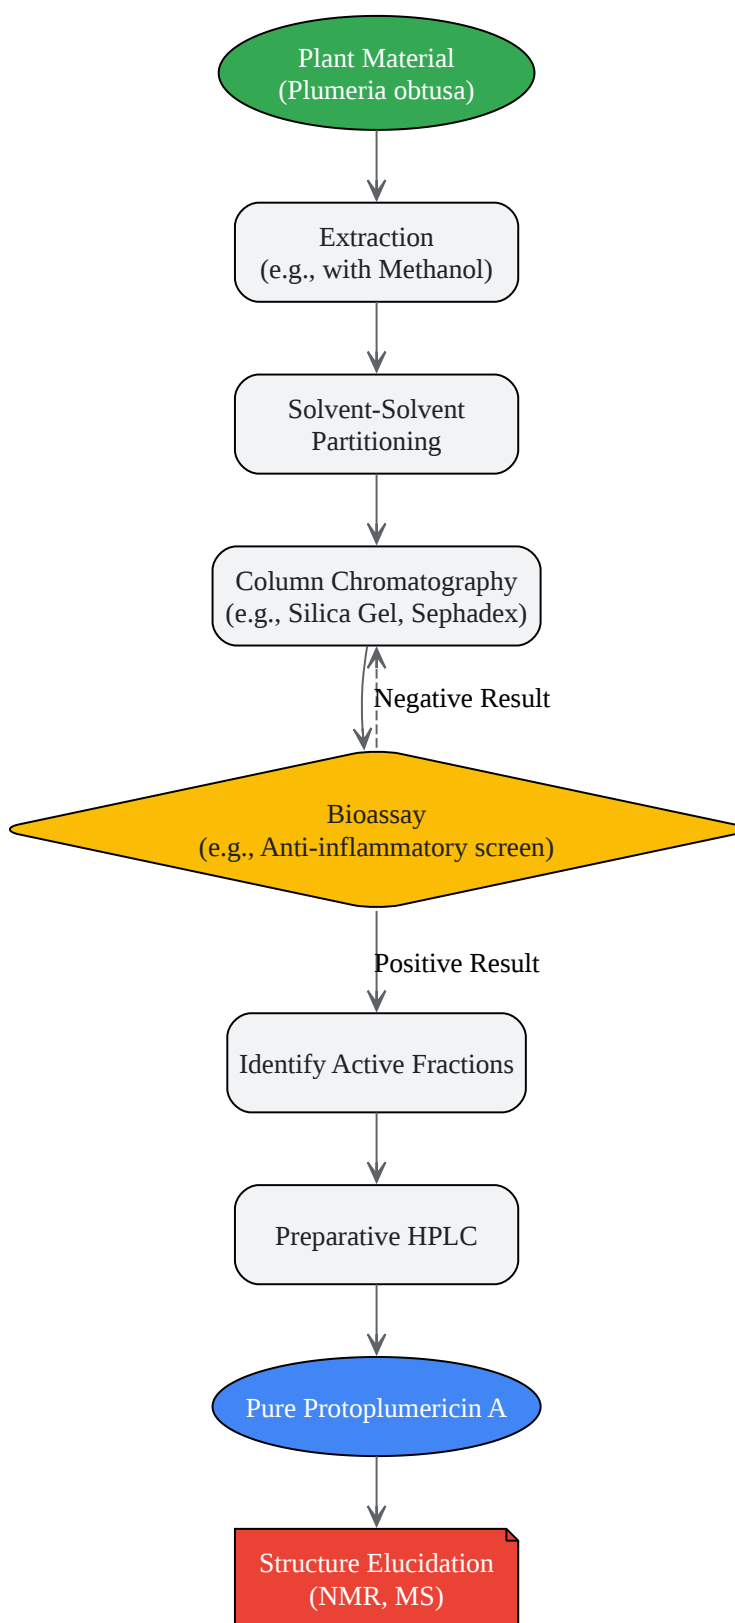 Plant Material
(Plumeria obtusa)
Extraction
(e.g., with Methanol)
Solvent-Solvent
Partitioning
Column Chromatography
(e.g., Silica Gel, Sephadex)
Negative Result
Bioassay
(e.g., Anti-inflammatory screen)
Positive Result
Identify Active Fractions
Preparative HPLC
Pure Protoplumericin A
Structure Elucidation
(NMR, MS)